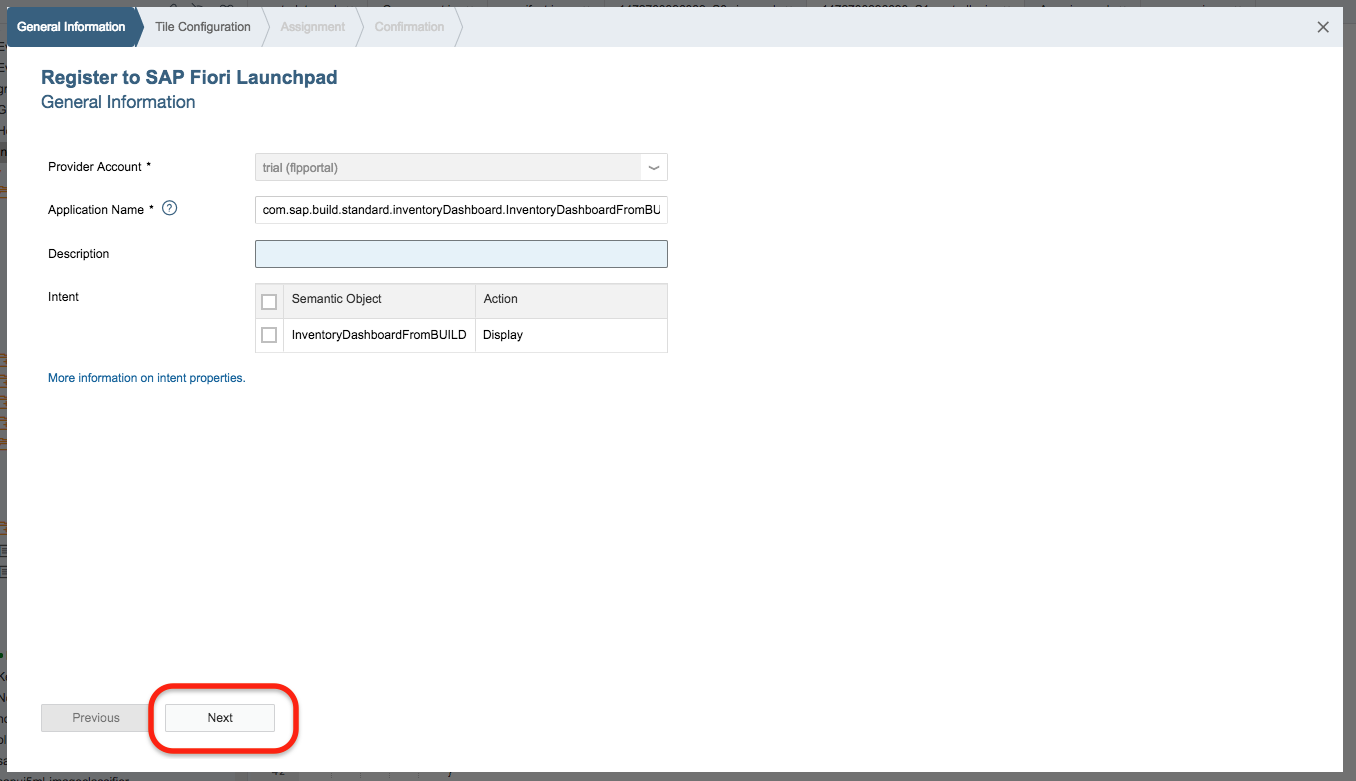 General Information Tile Configuration Assignment Confirmation
Register to SAP Fiori Launchpad
General Information
Provider Account * trial (flpportal)
Application Name * ? com.sap.build.standard.inventoryDashboard.InventoryDashboardFromBU
Description
Intent Semantic Object Action
InventoryDashboardFromBUILD Display
More information on intent properties.
Previous Next